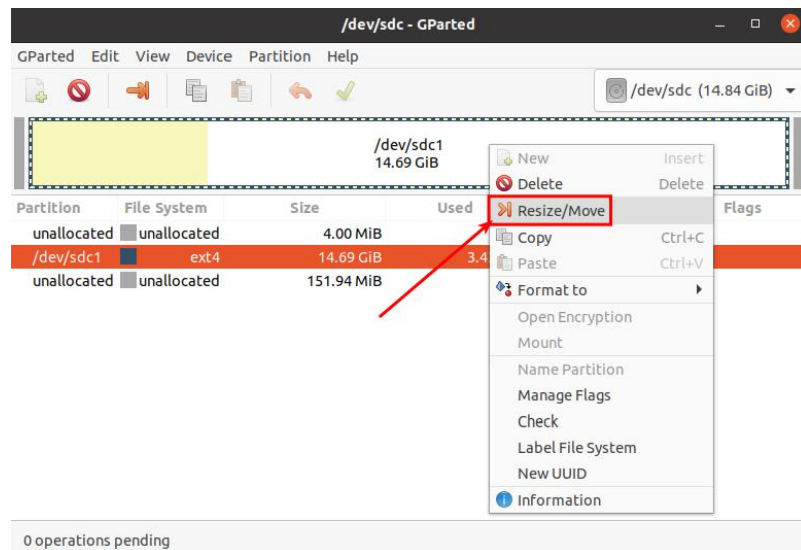 /dev/sdc - GParted
GParted Edit View Device Partition Help
/dev/sdc (14.84 GiB)
/dev/sdc1
14.69 GiB
Partition File System Size Used Flags
unallocated unallocated 4.00 MiB
/dev/sdc1 ext4 14.69 GiB 3.4
unallocated unallocated 151.94 MiB
New Insert
Delete Delete
Resize/Move
Copy Ctrl+C
Paste Ctrl+V
Format to
Open Encryption
Mount
Name Partition
Manage Flags
Check
Label File System
New UUID
Information
0 operations pending